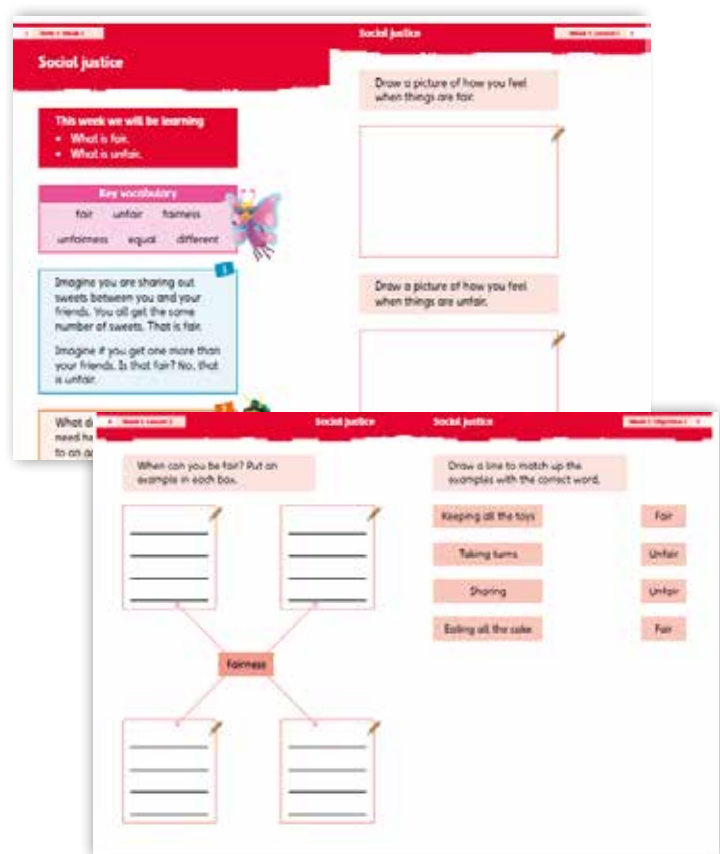 Social justice
Social justice
This week we will be learning
• What is fair.
• What is unfair.
Key vocabulary
fair unfair fairness
unfairness equal different
Imagine you are sharing out
sweets between you and your
friends. You all get the same
number of sweets. That is fair.
Imagine if you get one more than
your friends. Is that fair? No, that
is unfair.
Draw a picture of how you feel
when things are fair.
Draw a picture of how you feel
when things are unfair.
Social justice
Social justice
When can you be fair? Put an
example in each box.
Fairness
Draw a line to match up the
examples with the correct word.
Keeping all the toys
Fair
Taking turns
Unfair
Sharing
Unfair
Eating all the cake
Fair